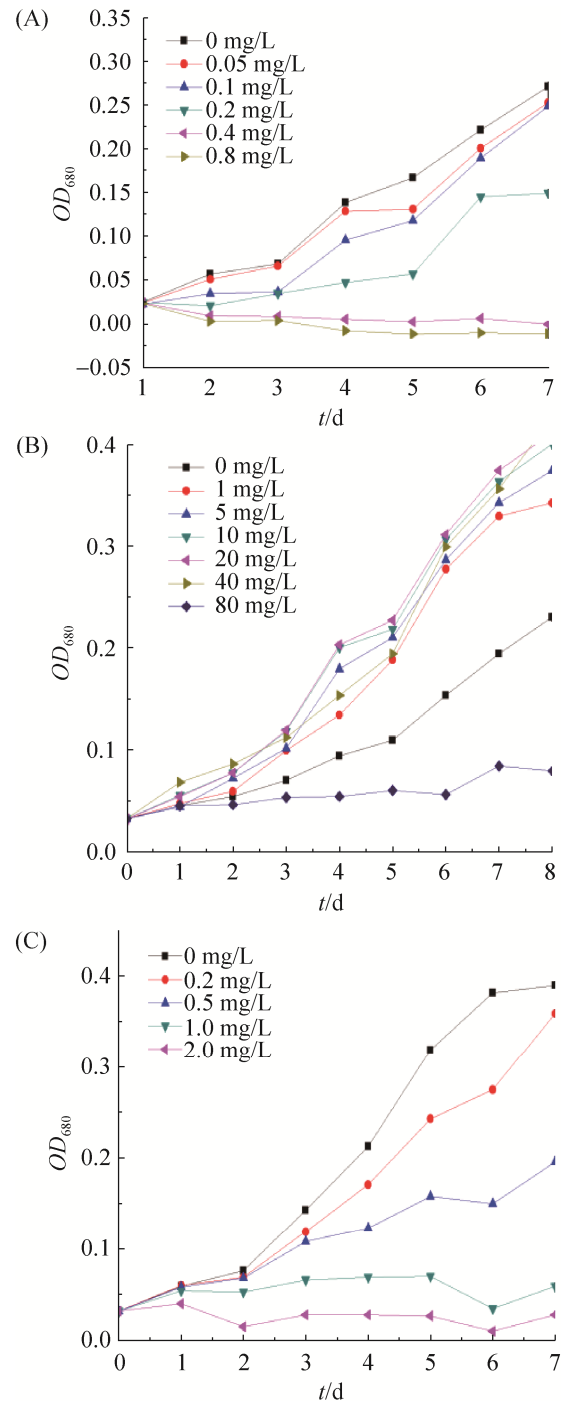 (A)
0.35
0.30
0.25
0.20
0.15
0.10
0.05
0.00
−0.05
OD680
0 mg/L
0.05 mg/L
0.1 mg/L
0.2 mg/L
0.4 mg/L
0.8 mg/L
1 2 3 4 5 6 7
t/d
(B)
0.4
0.3
0.2
0.1
0.0
OD680
0 mg/L
1 mg/L
5 mg/L
10 mg/L
20 mg/L
40 mg/L
80 mg/L
0 1 2 3 4 5 6 7 8
t/d
(C)
0.4
0.3
0.2
0.1
0.0
OD680
0 mg/L
0.2 mg/L
0.5 mg/L
1.0 mg/L
2.0 mg/L
0 1 2 3 4 5 6 7
t/d